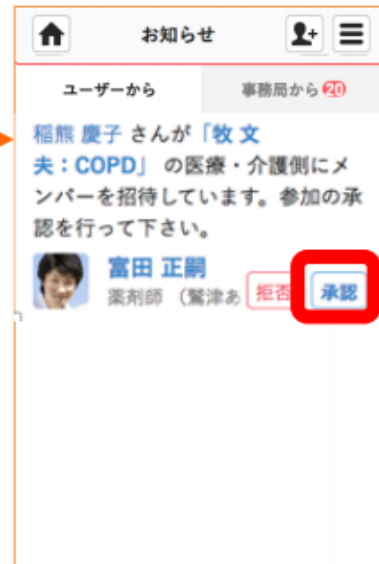 お知らせ
ユーザーから
事務局から 20
稲熊 慶子 さんが「牧 文
夫：COPD」 の医療・介護側にメ
ンバーを招待しています。参加の承
認を行って下さい。
富田 正嗣
薬剤師 （鷲津あ 拒否 承認